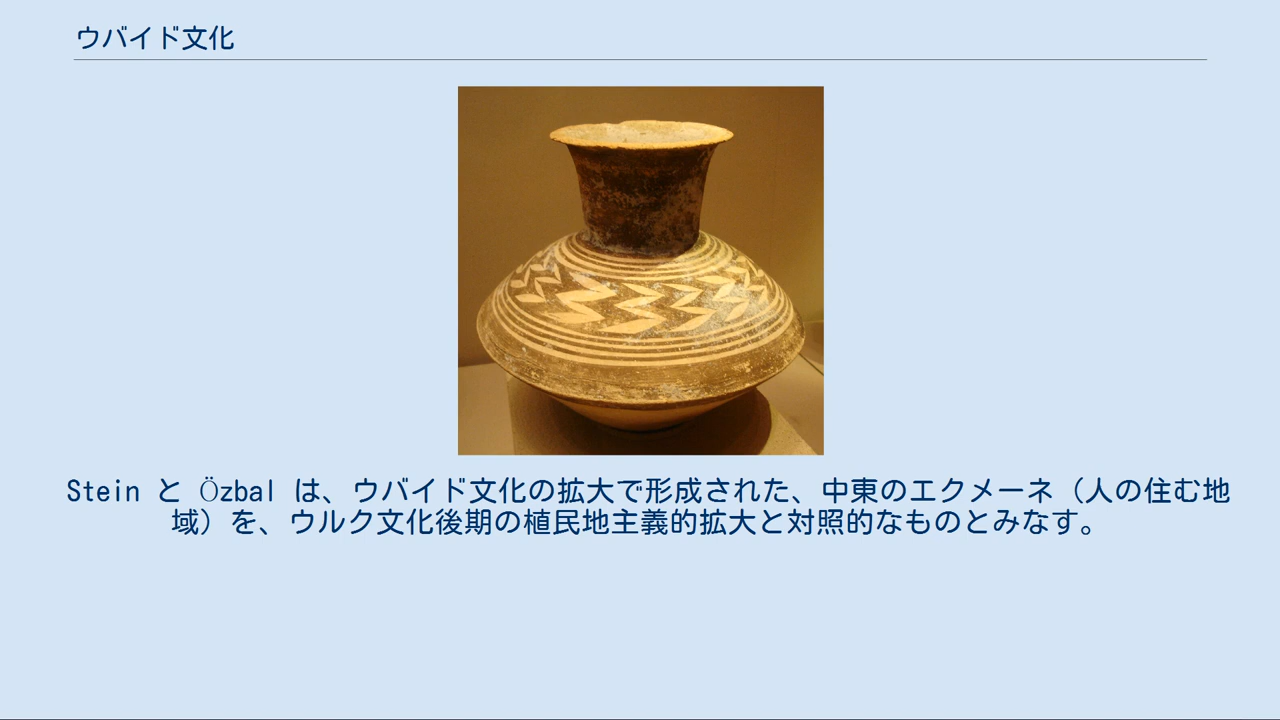 ウバイド文化
Stein と Özbal は、ウバイド文化の拡大で形成された、中東のエクメーネ（人の住む地
域）を、ウルク文化後期の植民地主義的拡大と対照的なものとみなす。